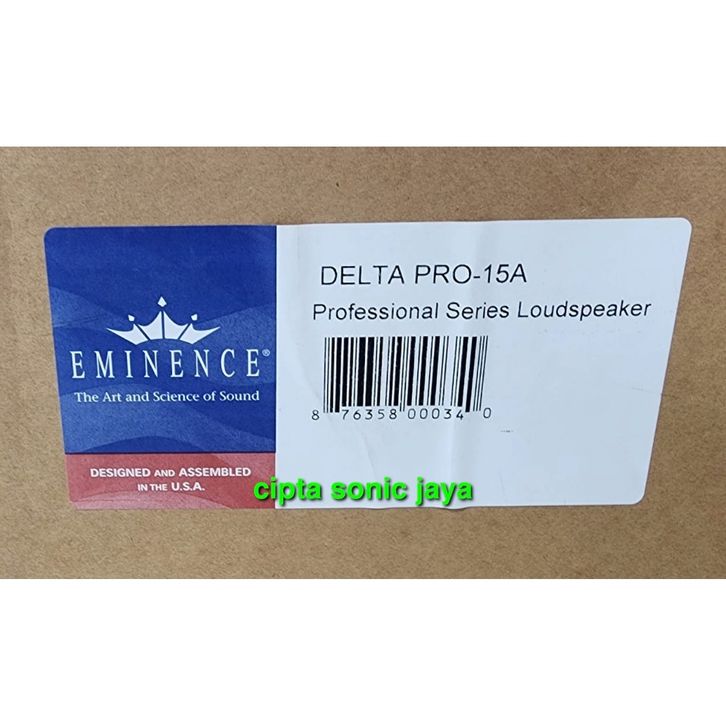 EMINENCE®
The Art and Science of Sound
DESIGNED AND ASSEMBLED
IN THE U.S.A.
DELTA PRO-15A
Professional Series Loudspeaker
8 76358 00034 0
cipta sonic jaya